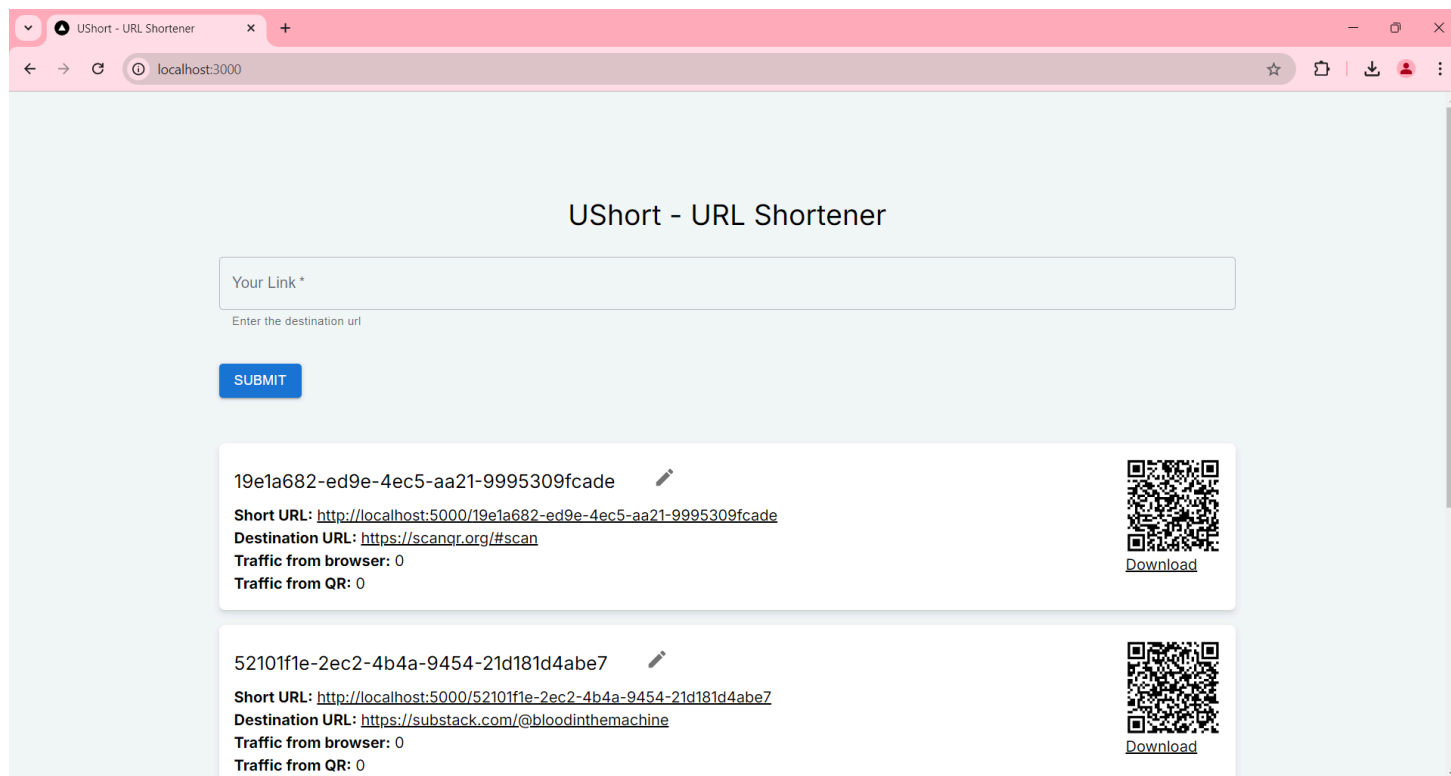 UShort - URL Shortener
localhost:3000
UShort - URL Shortener
Your Link *
Enter the destination url
SUBMIT
19e1a682-ed9e-4ec5-aa21-9995309fcade
Short URL: http://localhost:5000/19e1a682-ed9e-4ec5-aa21-9995309fcade
Destination URL: https://scanqr.org/#scan
Traffic from browser: 0
Traffic from QR: 0
Download
52101f1e-2ec2-4b4a-9454-21d181d4abe7
Short URL: http://localhost:5000/52101f1e-2ec2-4b4a-9454-21d181d4abe7
Destination URL: https://substack.com/@bloodinthemachine
Traffic from browser: 0
Traffic from QR: 0
Download